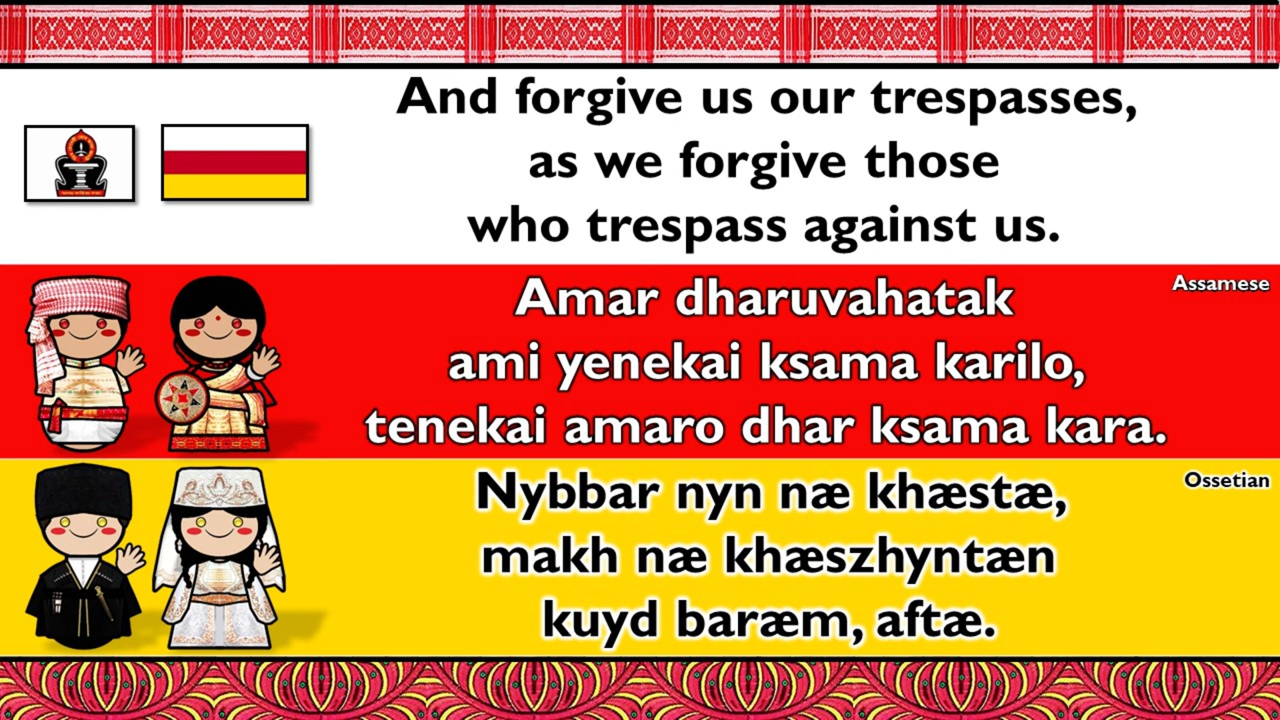 And forgive us our trespasses,
as we forgive those
who trespass against us.
Assamese
Amar dharuvahatak
ami yenekai ksama karilo,
tenekai amaro dhar ksama kara.
Ossetian
Nybbar nyn næ khæstæ,
makh næ khæszhyntæn
kuyd baræm, aftæ.